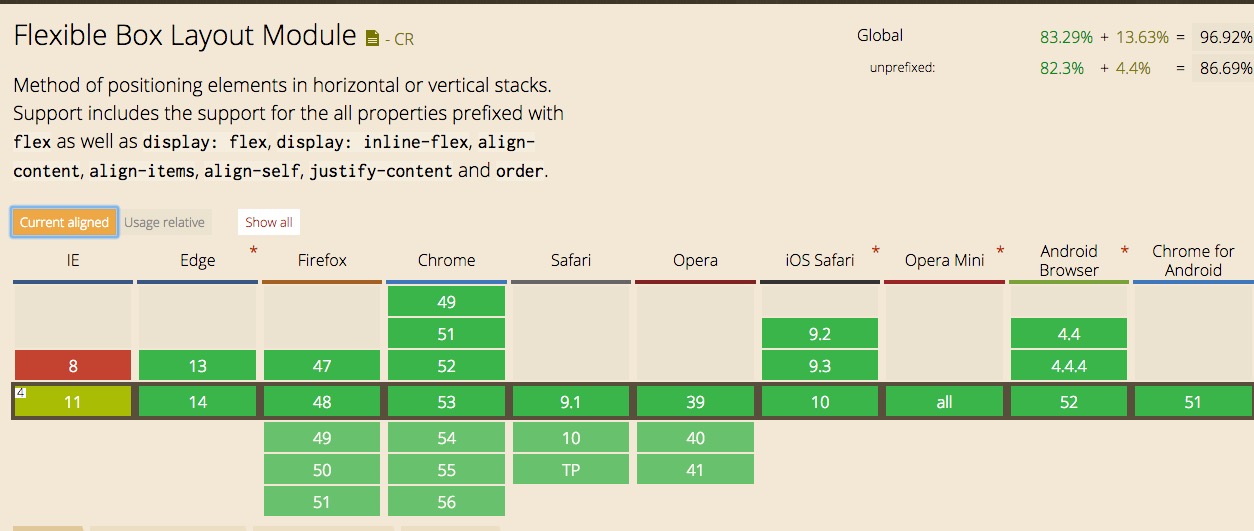 Flexible Box Layout Module - CR
Global 83.29% + 13.63% = 96.92%
unprefixed: 82.3% + 4.4% = 86.69%
Method of positioning elements in horizontal or vertical stacks.
Support includes the support for the all properties prefixed with
flex as well as display: flex, display: inline-flex, align-
content, align-items, align-self, justify-content and order.
Current aligned Usage relative Show all
IE Edge * Firefox Chrome Safari Opera iOS Safari * Opera Mini * Android Browser * Chrome for Android
49
51 9.2 4.4
8 13 47 52 9.3 4.4.4
4 11 14 48 53 9.1 39 10 all 52 51
49 54 10 40
50 55 TP 41
51 56